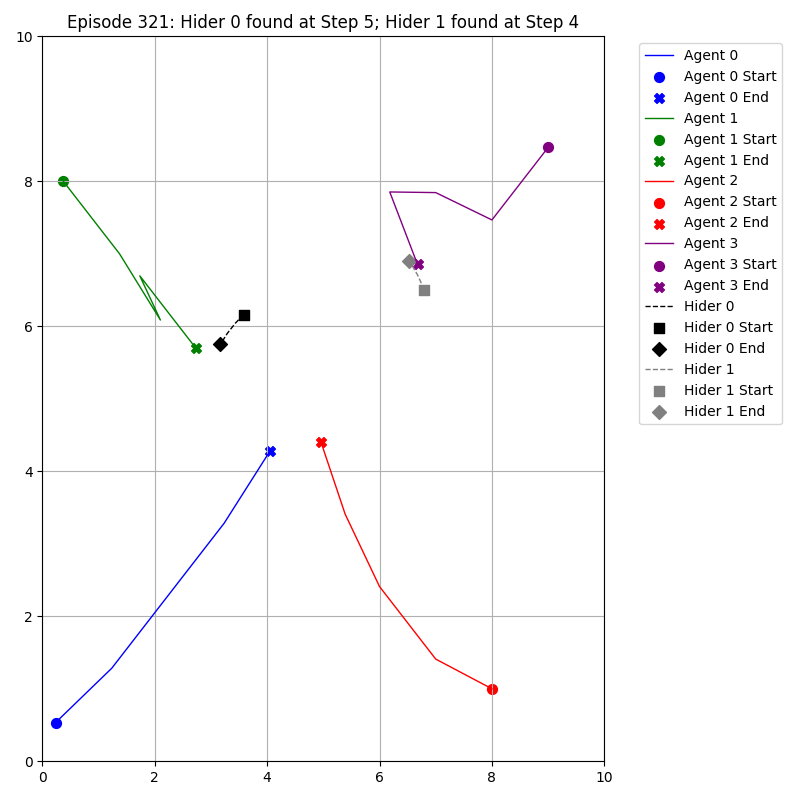 Episode 321: Hider 0 found at Step 5; Hider 1 found at Step 4
10
8
6
4
2
0
0 2 4 6 8 10
Agent 0
Agent 0 Start
Agent 0 End
Agent 1
Agent 1 Start
Agent 1 End
Agent 2
Agent 2 Start
Agent 2 End
Agent 3
Agent 3 Start
Agent 3 End
Hider 0
Hider 0 Start
Hider 0 End
Hider 1
Hider 1 Start
Hider 1 End